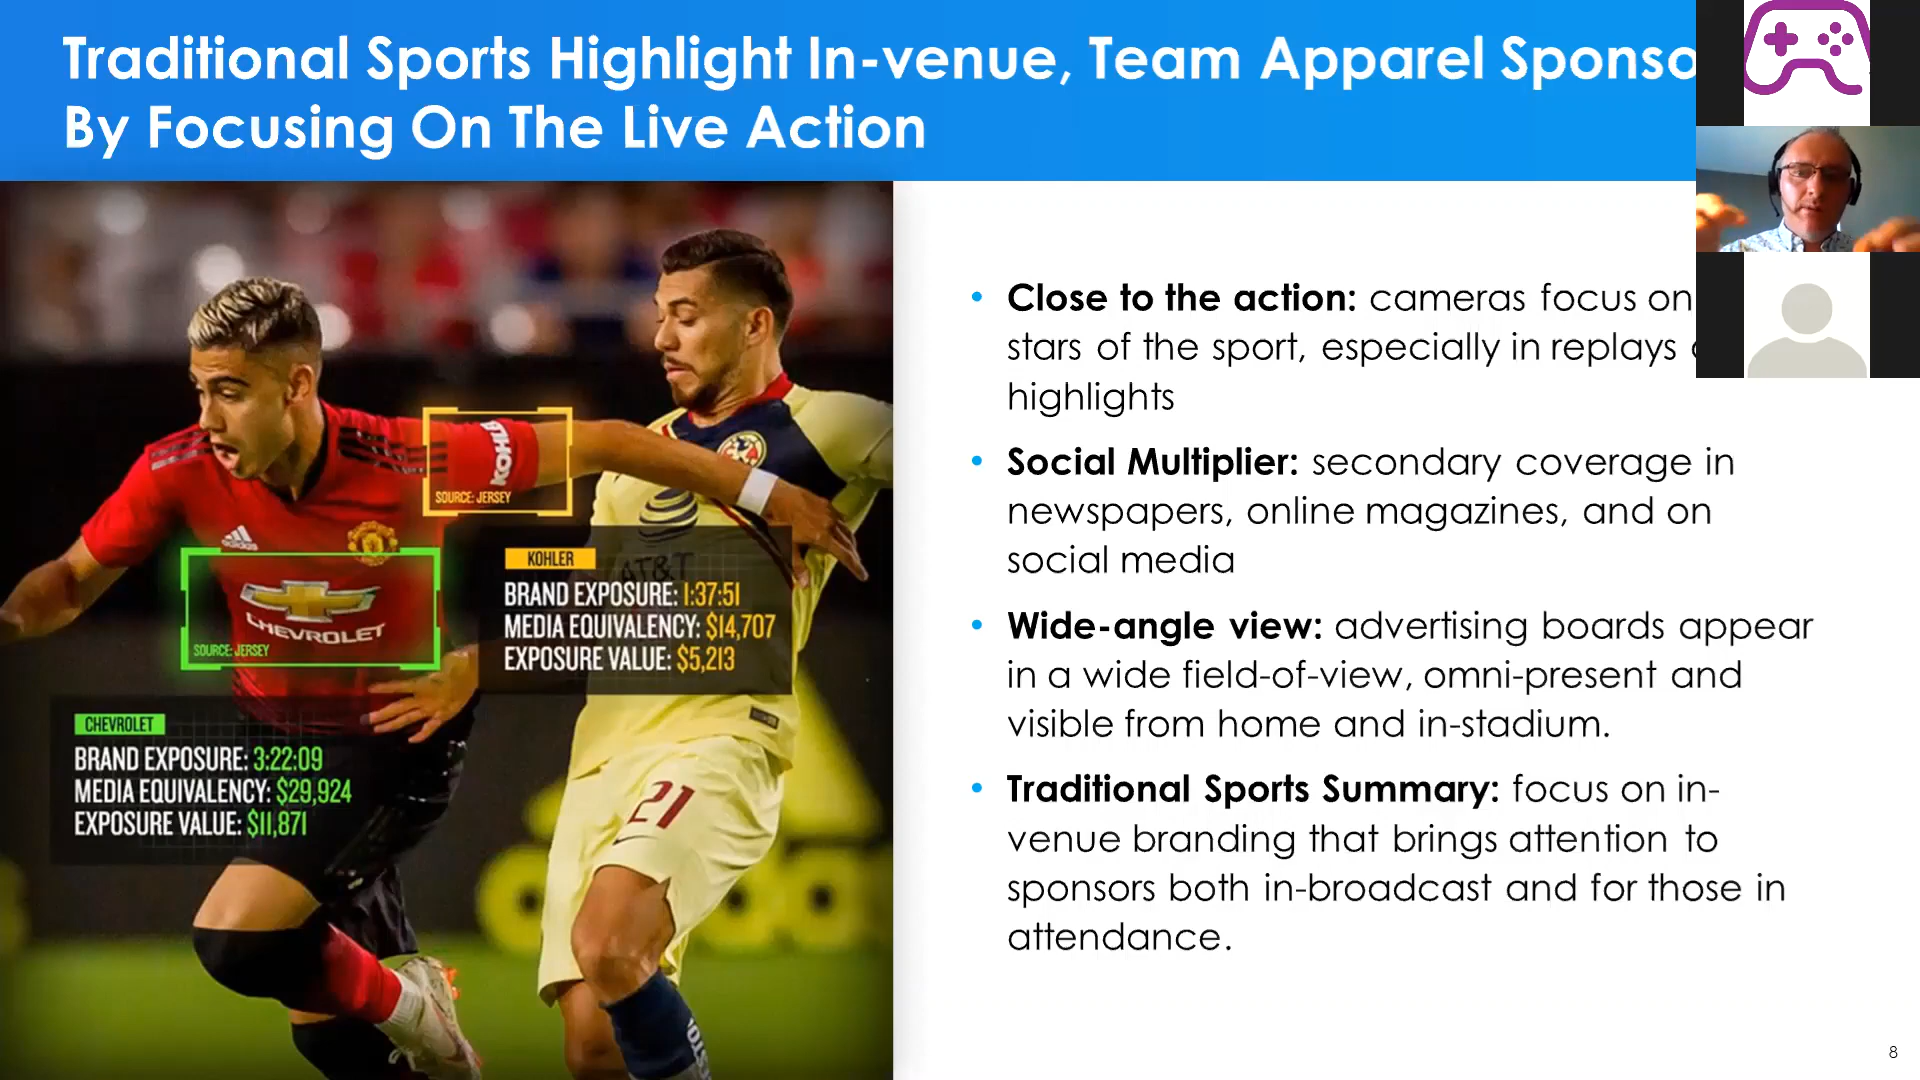 Traditional Sports Highlight In-venue, Team Apparel Sponso
By Focusing On The Live Action
• Close to the action: cameras focus on
stars of the sport, especially in replays
highlights
• Social Multiplier: secondary coverage in
newspapers, online magazines, and on
social media
• Wide-angle view: advertising boards appear
in a wide field-of-view, omni-present and
visible from home and in-stadium.
• Traditional Sports Summary: focus on in-
venue branding that brings attention to
sponsors both in-broadcast and for those in
attendance.
KOHLE
SOURCE: JERSEY
adidas
CHEVROLET
SOURCE: JERSEY
AT&T
KOHLER
BRAND EXPOSURE: 1:37:51
MEDIA EQUIVALENCY: $14,707
EXPOSURE VALUE: $5,213
CHEVROLET
BRAND EXPOSURE: 3:22:09
MEDIA EQUIVALENCY: $29,924
EXPOSURE VALUE: $11,871
21
8